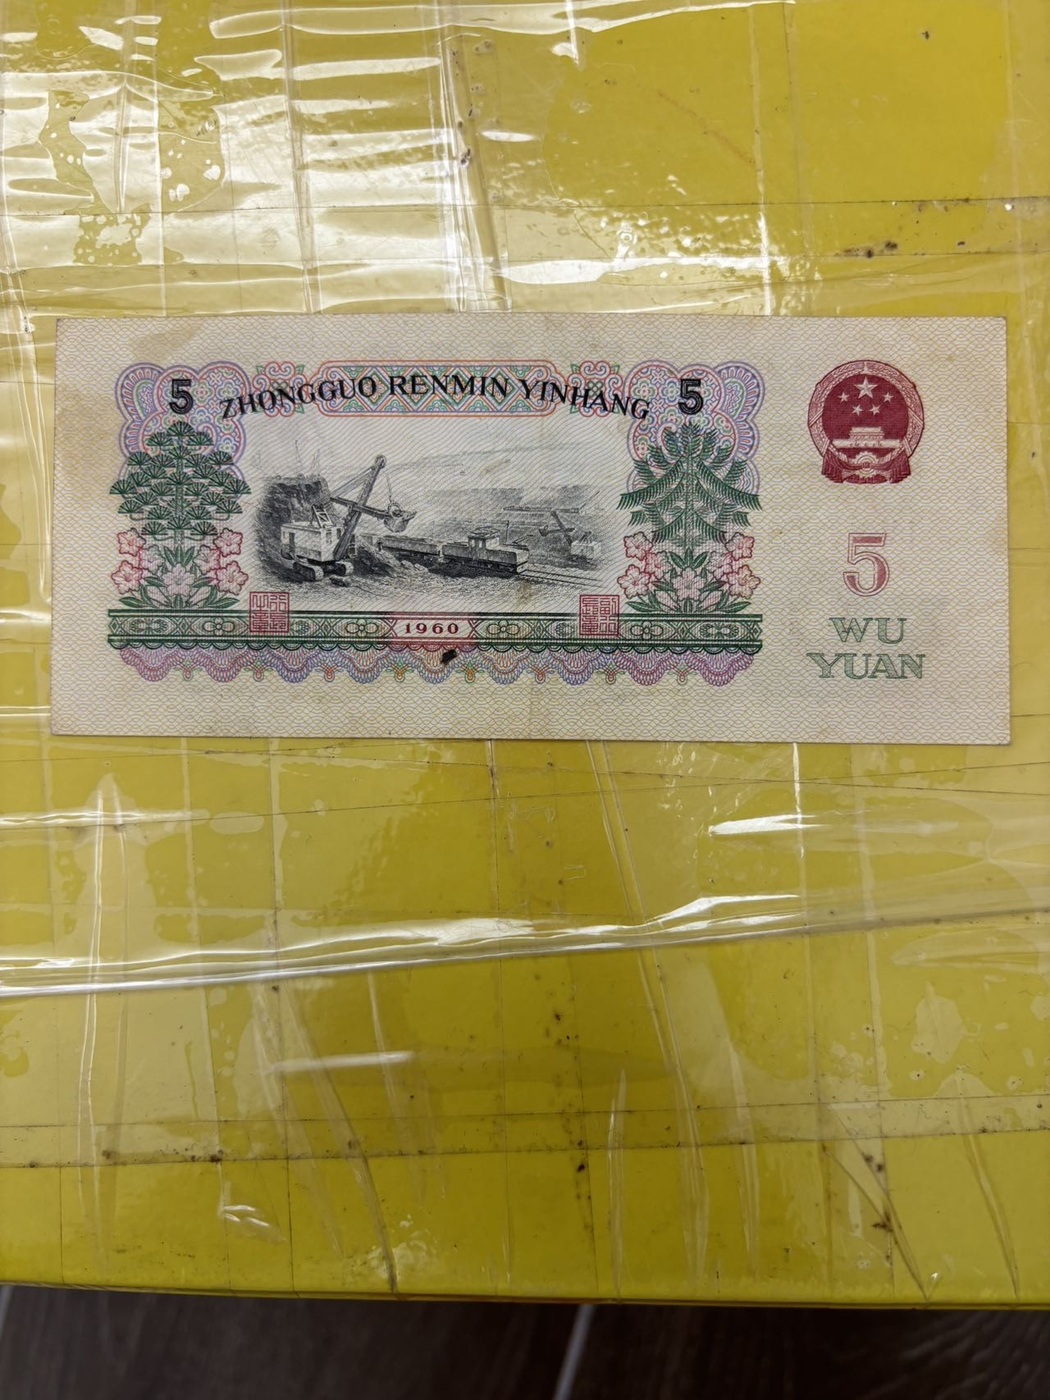 5 ZHONGGUO RENMIN YINHANG 5
1960
5
WU
YUAN